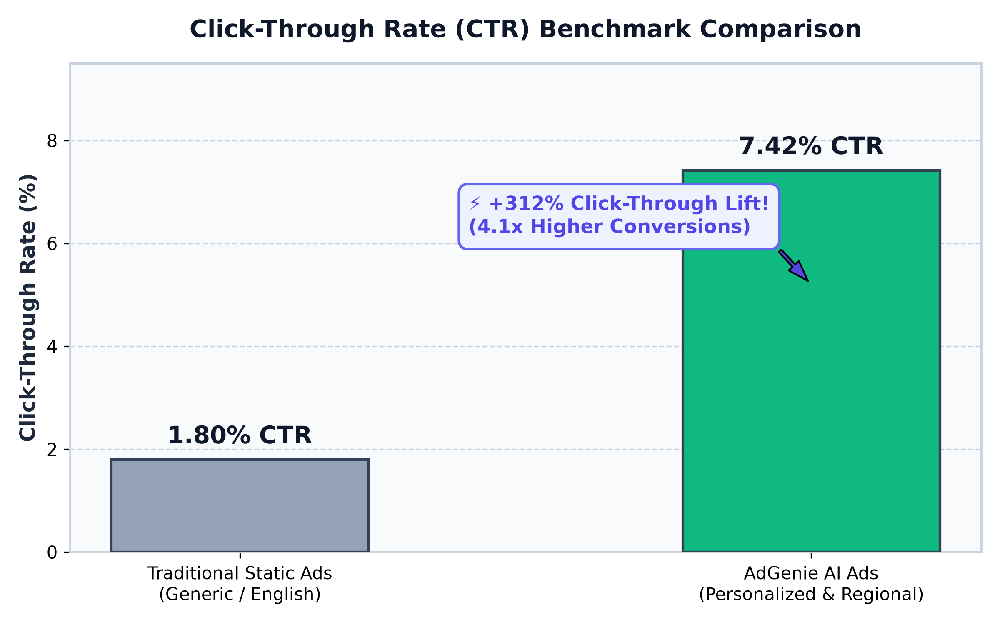 Click-Through Rate (CTR) Benchmark Comparison
Click-Through Rate (%)
8
6
4
2
0
7.42% CTR
⚡ +312% Click-Through Lift!
(4.1x Higher Conversions)
1.80% CTR
Traditional Static Ads
(Generic / English)
AdGenie AI Ads
(Personalized & Regional)